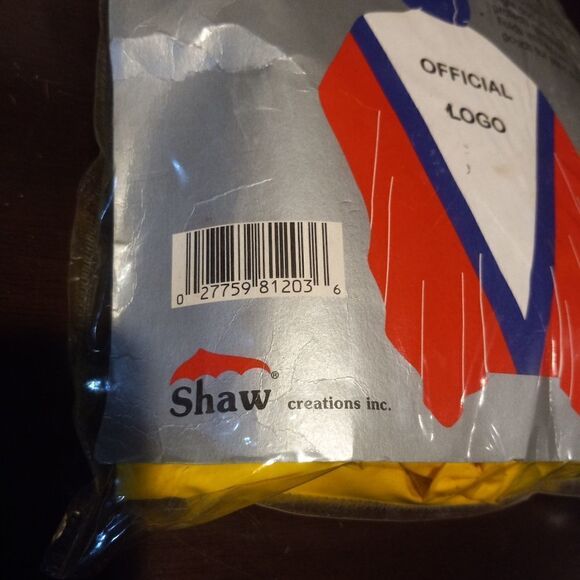 OFFICIAL
LOGO
0 27759 81203 6
Shaw® creations inc.